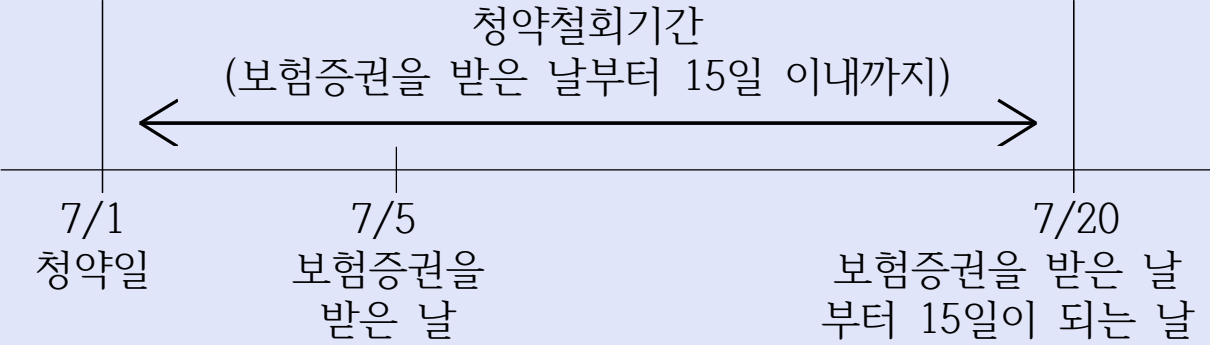 청약철회기간
(보험증권을 받은 날부터 15일 이내까지)
7/1
청약일
7/5
보험증권을
받은 날
7/20
보험증권을 받은 날
부터 15일이 되는 날